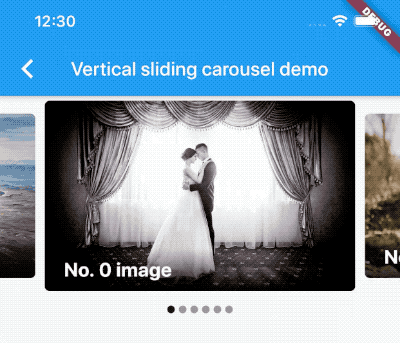 12:30
DEBUG
Vertical sliding carousel demo
No. 0 image